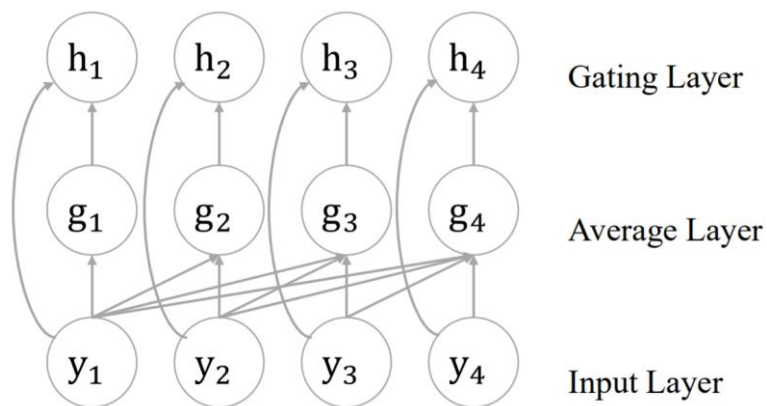 h₁ h₂ h₃ h₄ Gating Layer
g₁ g₂ g₃ g₄ Average Layer
y₁ y₂ y₃ y₄ Input Layer